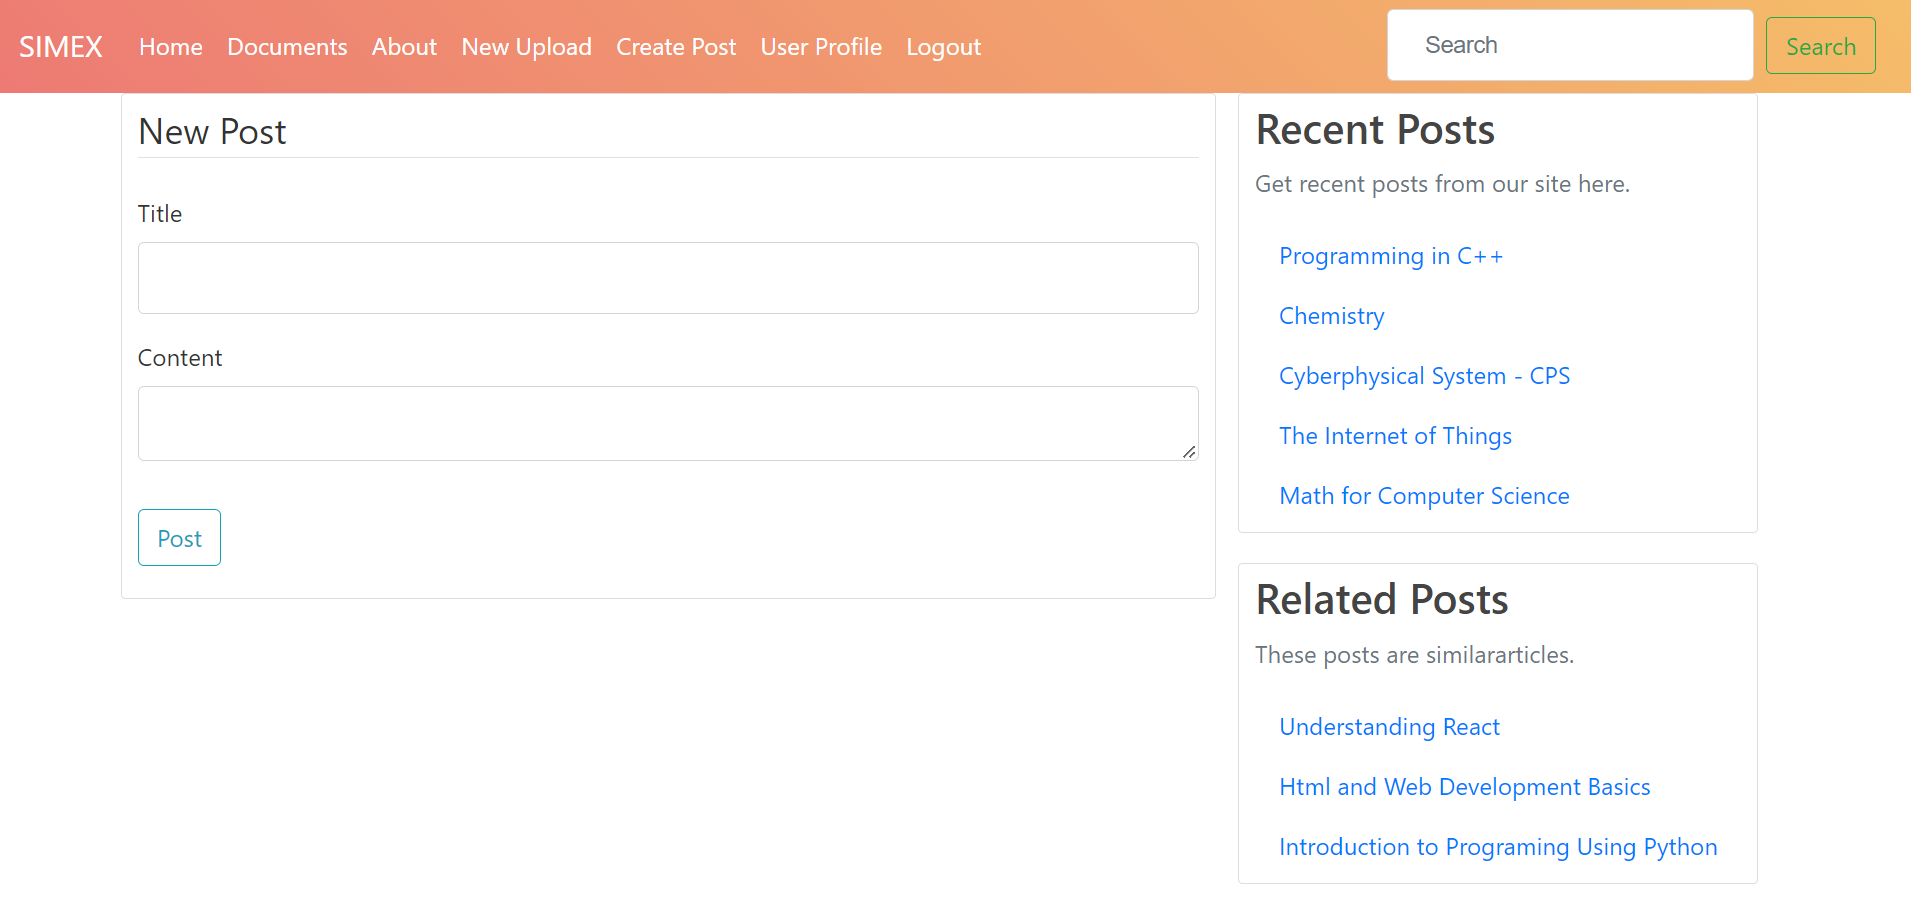 SIMEX Home Documents About New Upload Create Post User Profile Logout Search Search
New Post
Title
Content
Post
Recent Posts
Get recent posts from our site here.
Programming in C++
Chemistry
Cyberphysical System - CPS
The Internet of Things
Math for Computer Science
Related Posts
These posts are similararticles.
Understanding React
Html and Web Development Basics
Introduction to Programing Using Python